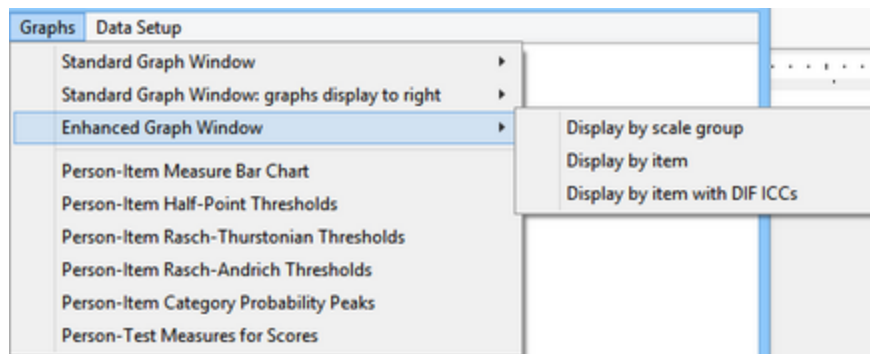 Graphs Data Setup
Standard Graph Window
Standard Graph Window: graphs display to right
Enhanced Graph Window
Display by scale group
Display by item
Display by item with DIF ICCs
Person-Item Measure Bar Chart
Person-Item Half-Point Thresholds
Person-Item Rasch-Thurstonian Thresholds
Person-Item Rasch-Andrich Thresholds
Person-Item Category Probability Peaks
Person-Test Measures for Scores